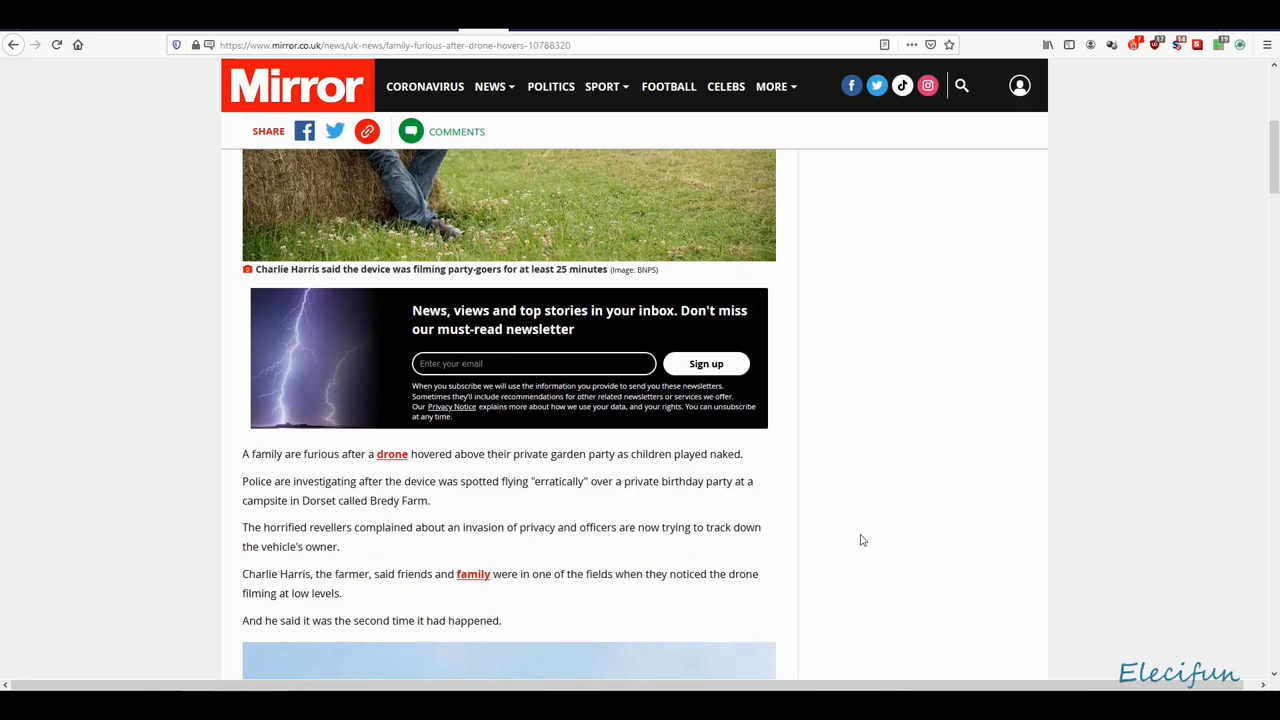 https://www.mirror.co.uk/news/uk-news/family-furious-after-drone-hovers-10788320
7
17
14
19
Mirror
CORONAVIRUS NEWS POLITICS SPORT FOOTBALL CELEBS MORE
SHARE
COMMENTS
Charlie Harris said the device was filming party-goers for at least 25 minutes (Image: BNPS)
News, views and top stories in your inbox. Don't miss
our must-read newsletter
Enter your email
Sign up
When you subscribe we will use the information you provide to send you these newsletters.
Sometimes they'll include recommendations for other related newsletters or services we offer.
Our Privacy Notice explains more about how we use your data, and your rights. You can unsubscribe
at any time.
A family are furious after a drone hovered above their private garden party as children played naked.
Police are investigating after the device was spotted flying "erratically" over a private birthday party at a
campsite in Dorset called Bredy Farm.
The horrified revellers complained about an invasion of privacy and officers are now trying to track down
the vehicle's owner.
Charlie Harris, the farmer, said friends and family were in one of the fields when they noticed the drone
filming at low levels.
And he said it was the second time it had happened.
Elecifun